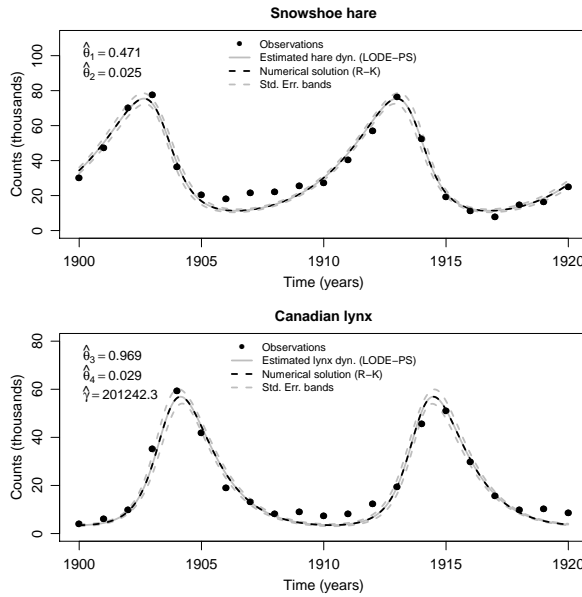 Snowshoe hare
θ̂1 = 0.471
θ̂2 = 0.025
Observations
Estimated hare dyn. (LODE−PS)
Numerical solution (R−K)
Std. Err. bands
Counts (thousands)
100
80
60
40
20
0
1900 1905 1910 1915 1920
Time (years)
Canadian lynx
θ̂3 = 0.969
θ̂4 = 0.029
γ̂ = 201242.3
Observations
Estimated lynx dyn. (LODE−PS)
Numerical solution (R−K)
Std. Err. bands
Counts (thousands)
80
60
40
20
0
1900 1905 1910 1915 1920
Time (years)